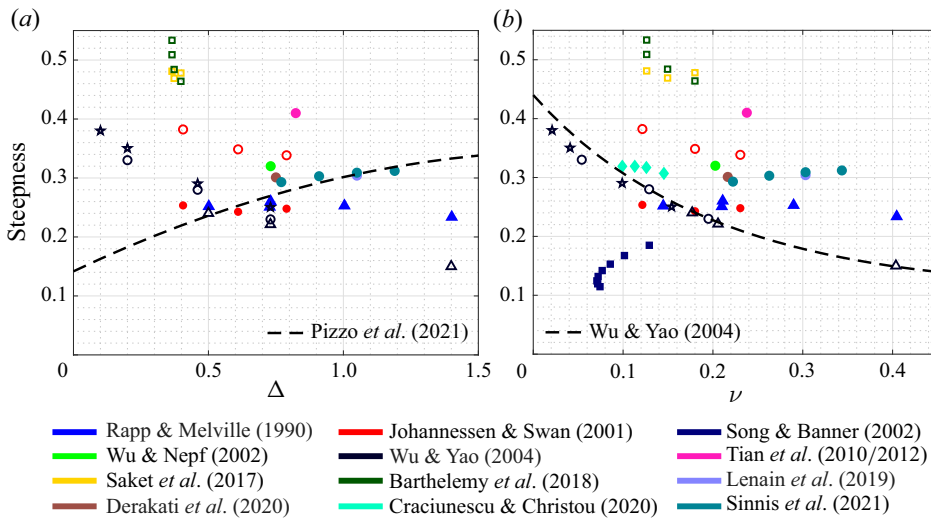 (a)
(b)
Steepness
0.5
0.4
0.3
0.2
0.1
0
0.5
1.0
1.5
Δ
Pizzo et al. (2021)
0.5
0.4
0.3
0.2
0.1
0
0.1
0.2
0.3
0.4
ν
Wu & Yao (2004)
Rapp & Melville (1990)
Johannessen & Swan (2001)
Song & Banner (2002)
Wu & Nepf (2002)
Wu & Yao (2004)
Tian et al. (2010/2012)
Saket et al. (2017)
Barthelemy et al. (2018)
Lenain et al. (2019)
Derakati et al. (2020)
Craciunescu & Christou (2020)
Sinnis et al. (2021)